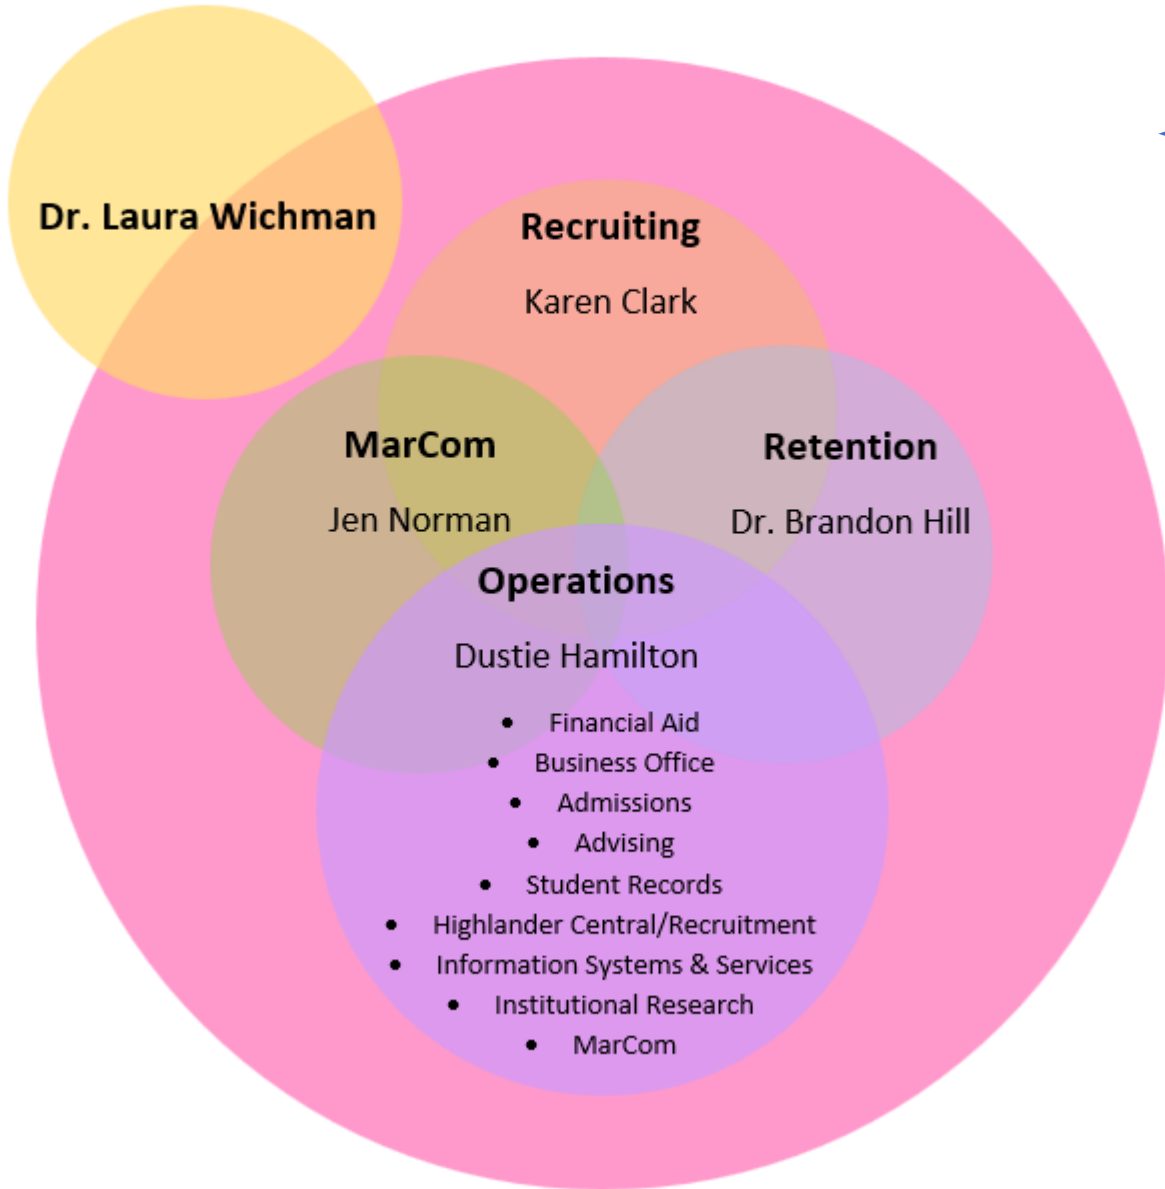 Dr. Laura Wichman
Recruiting
Karen Clark
MarCom
Jen Norman
Retention
Dr. Brandon Hill
Operations
Dustie Hamilton
• Financial Aid
• Business Office
• Admissions
• Advising
• Student Records
• Highlander Central/Recruitment
• Information Systems & Services
• Institutional Research
• MarCom